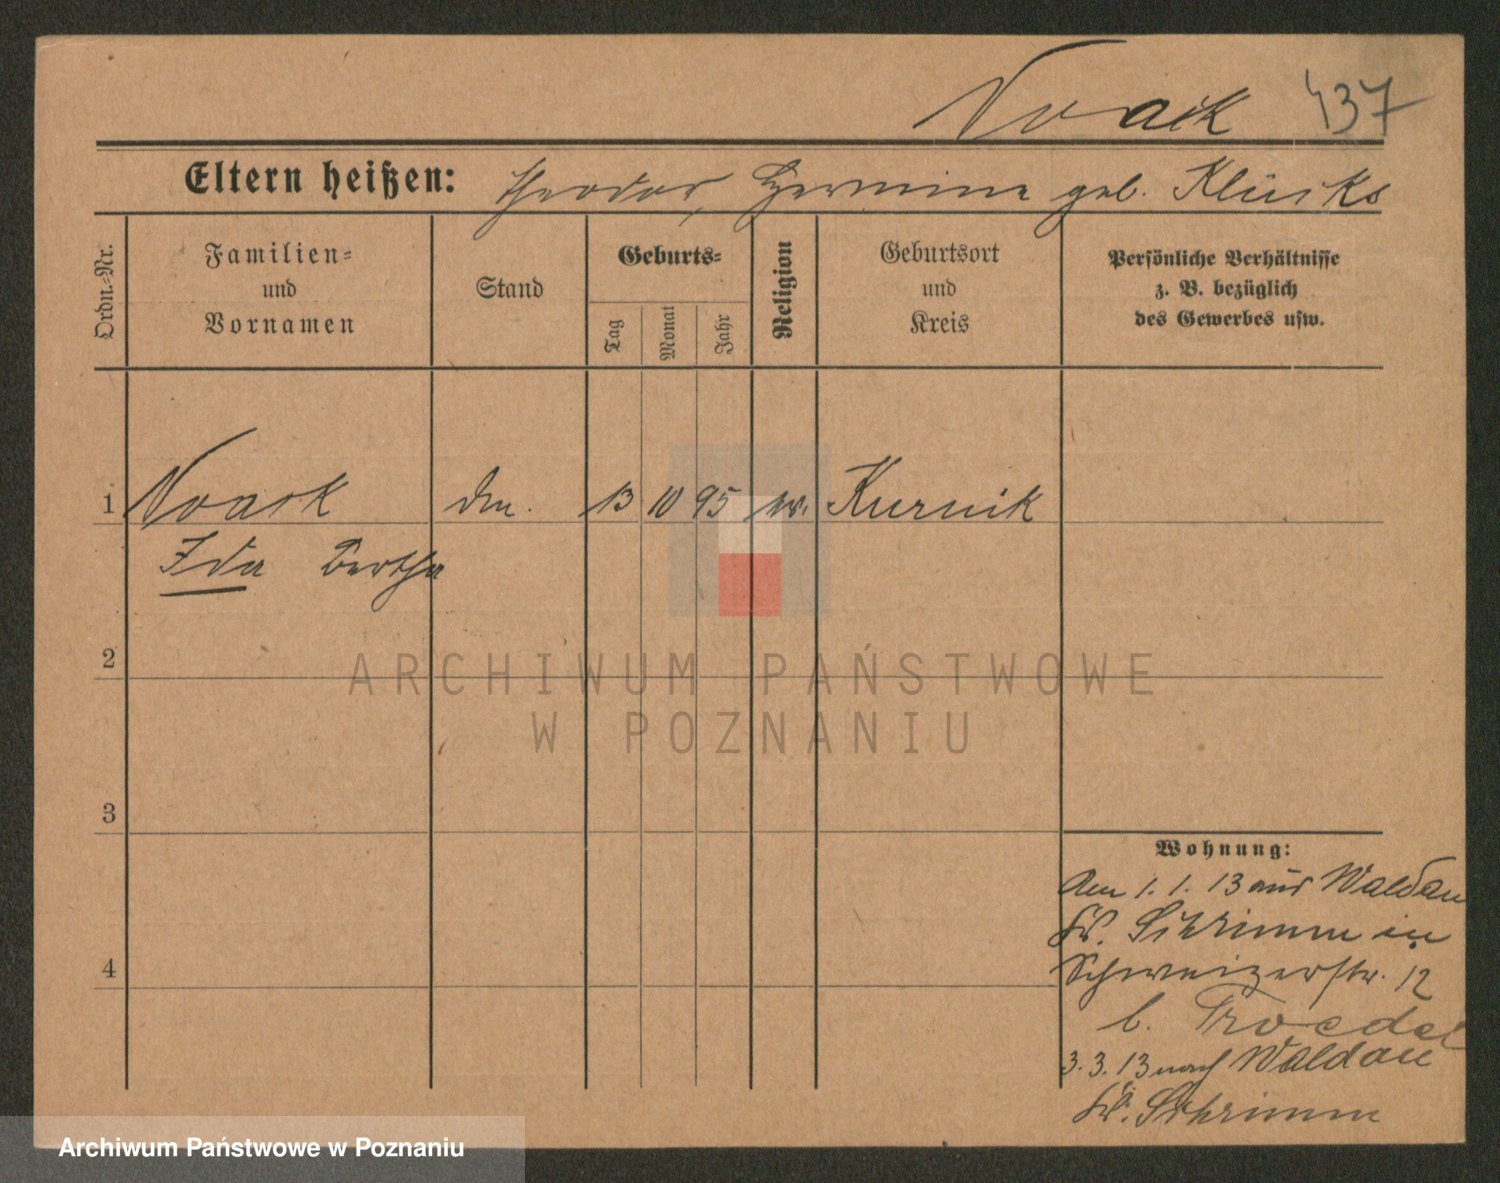 Noack 437
Eltern heißen: Theodor, Hermine geb.
Ordn.-Nr.
Familien-
und
Vornamen
Stand
Geburts-
Tag
Monat
Jahr
Religion
Geburtsort
und
Kreis
Persönliche Verhältnisse
z. B. bezüglich
des Gewerbes usw.
1 Noack 13 10 95 ev. Kurnik
Ida Bertha
2
3
4
Wohnung:
Am 1. 1. 13 aus Waldau
Kr. Schrimm in
Schweizerstr. 12
b.
3. 3. 13 nach Waldau
Kr. Schrimm
ARCHIWUM PAŃSTWOWE
W POZNANIU
Archiwum Państwowe w Poznaniu